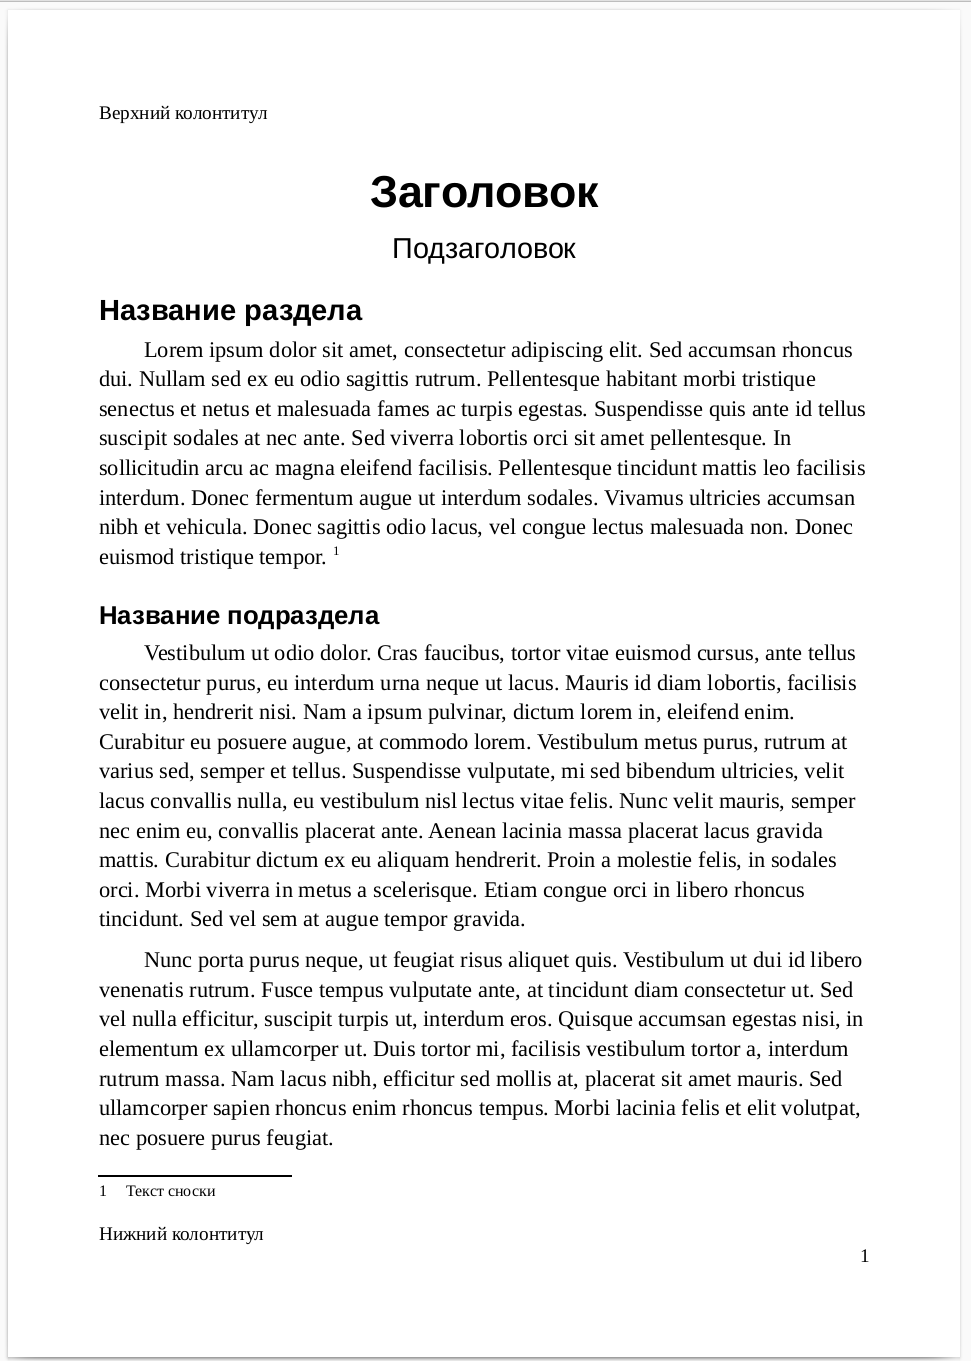 Верхний колонтитул
Заголовок
Подзаголовок
Название раздела
Lorem ipsum dolor sit amet, consectetur adipiscing elit. Sed accumsan rhoncus
dui. Nullam sed ex eu odio sagittis rutrum. Pellentesque habitant morbi tristique
senectus et netus et malesuada fames ac turpis egestas. Suspendisse quis ante id tellus
suscipit sodales at nec ante. Sed viverra lobortis orci sit amet pellentesque. In
sollicitudin arcu ac magna eleifend facilisis. Pellentesque tincidunt mattis leo facilisis
interdum. Donec fermentum augue ut interdum sodales. Vivamus ultricies accumsan
nibh et vehicula. Donec sagittis odio lacus, vel congue lectus malesuada non. Donec
euismod tristique tempor. 1
Название подраздела
Vestibulum ut odio dolor. Cras faucibus, tortor vitae euismod cursus, ante tellus
consectetur purus, eu interdum urna neque ut lacus. Mauris id diam lobortis, facilisis
velit in, hendrerit nisi. Nam a ipsum pulvinar, dictum lorem in, eleifend enim.
Curabitur eu posuere augue, at commodo lorem. Vestibulum metus purus, rutrum at
varius sed, semper et tellus. Suspendisse vulputate, mi sed bibendum ultricies, velit
lacus convallis nulla, eu vestibulum nisl lectus vitae felis. Nunc velit mauris, semper
nec enim eu, convallis placerat ante. Aenean lacinia massa placerat lacus gravida
mattis. Curabitur dictum ex eu aliquam hendrerit. Proin a molestie felis, in sodales
orci. Morbi viverra in metus a scelerisque. Etiam congue orci in libero rhoncus
tincidunt. Sed vel sem at augue tempor gravida.
Nunc porta purus neque, ut feugiat risus aliquet quis. Vestibulum ut dui id libero
venenatis rutrum. Fusce tempus vulputate ante, at tincidunt diam consectetur ut. Sed
vel nulla efficitur, suscipit turpis ut, interdum eros. Quisque accumsan egestas nisi, in
elementum ex ullamcorper ut. Duis tortor mi, facilisis vestibulum tortor a, interdum
rutrum massa. Nam lacus nibh, efficitur sed mollis at, placerat sit amet mauris. Sed
ullamcorper sapien rhoncus enim rhoncus tempus. Morbi lacinia felis et elit volutpat,
nec posuere purus feugiat.
1 Текст сноски
Нижний колонтитул
1